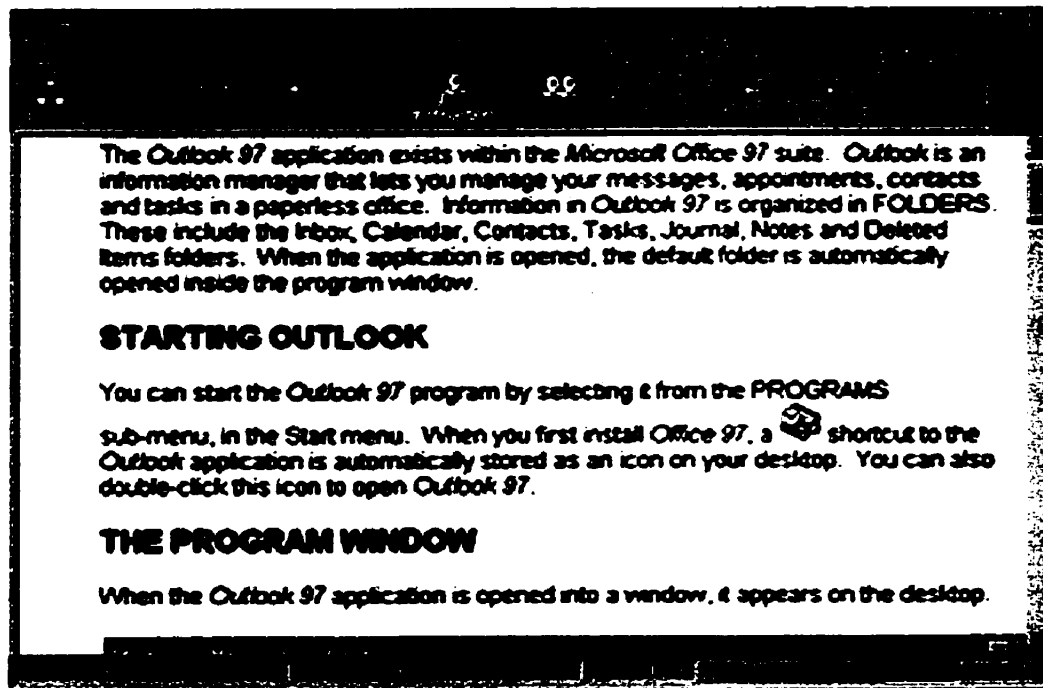 The Outlook 97 application exists within the Microsoft Office 97 suite. Outlook is an
information manager that lets you manage your messages, appointments, contacts
and tasks in a paperless office. Information in Outlook 97 is organized in FOLDERS.
These include the Inbox, Calendar, Contacts, Tasks, Journal, Notes and Deleted
Items folders. When the application is opened, the default folder is automatically
opened inside the program window.
STARTING OUTLOOK
You can start the Outlook 97 program by selecting it from the PROGRAMS
sub-menu, in the Start menu. When you first install Office 97, a shortcut to the
Outlook application is automatically stored as an icon on your desktop. You can also
double-click this icon to open Outlook 97.
THE PROGRAM WINDOW
When the Outlook 97 application is opened into a window, it appears on the desktop.